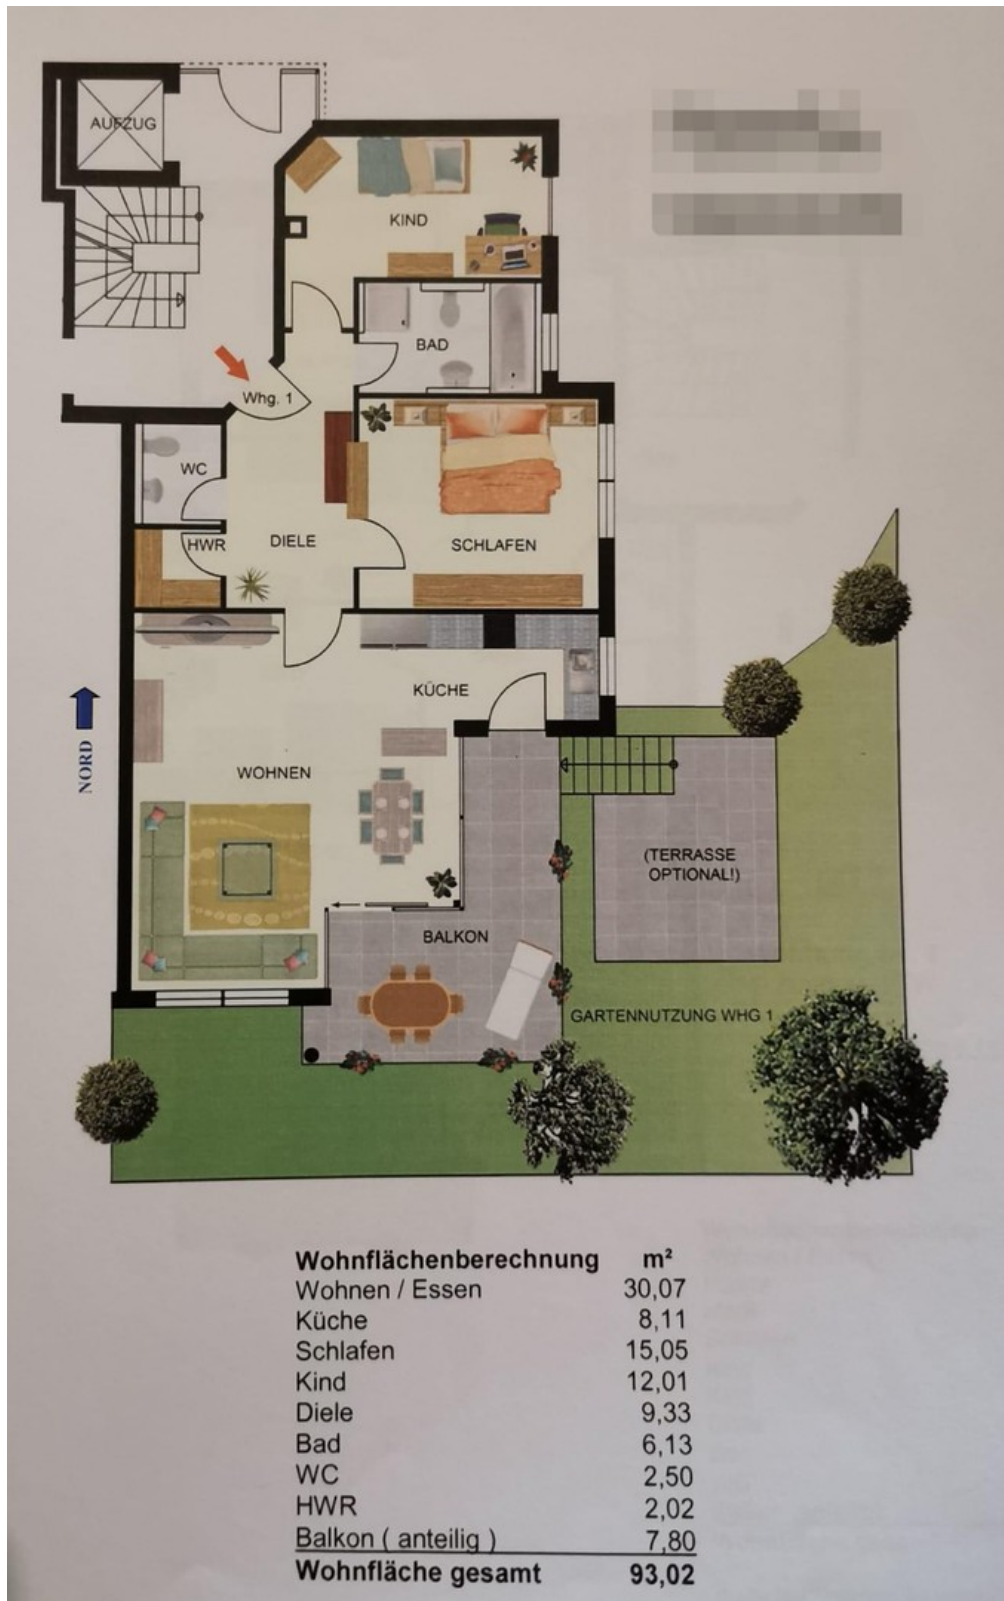 AUFZUG
KIND
BAD
Whg. 1
WC
HWR
DIELE
SCHLAFEN
KÜCHE
NORD
WOHNEN
(TERRASSE
OPTIONAL!)
BALKON
GARTENNUTZUNG WHG 1
Wohnflächenberechnung m²
Wohnen / Essen 30,07
Küche 8,11
Schlafen 15,05
Kind 12,01
Diele 9,33
Bad 6,13
WC 2,50
HWR 2,02
Balkon ( anteilig ) 7,80
Wohnfläche gesamt 93,02